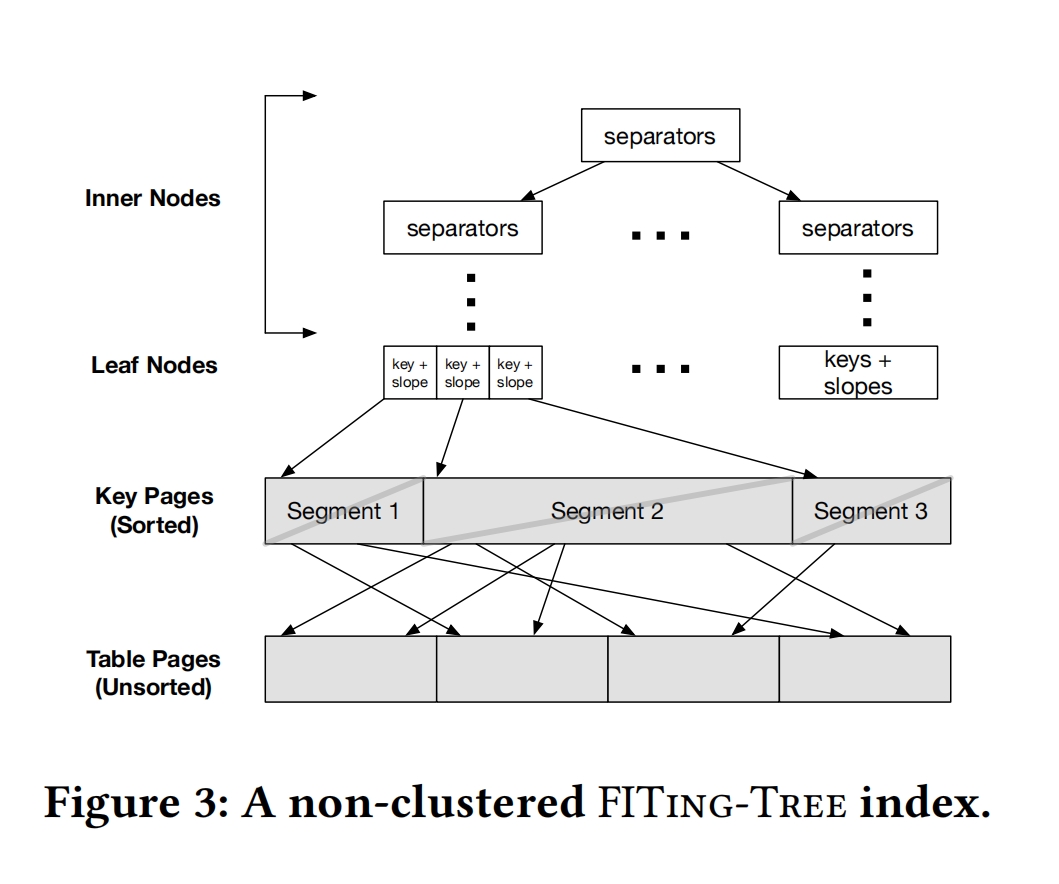 separators
Inner Nodes
separators
separators
Leaf Nodes
key +
slope
key +
slope
key +
slope
keys +
slopes
Key Pages
(Sorted)
Segment 1
Segment 2
Segment 3
Table Pages
(Unsorted)
Figure 3: A non-clustered FITing-Tree index.